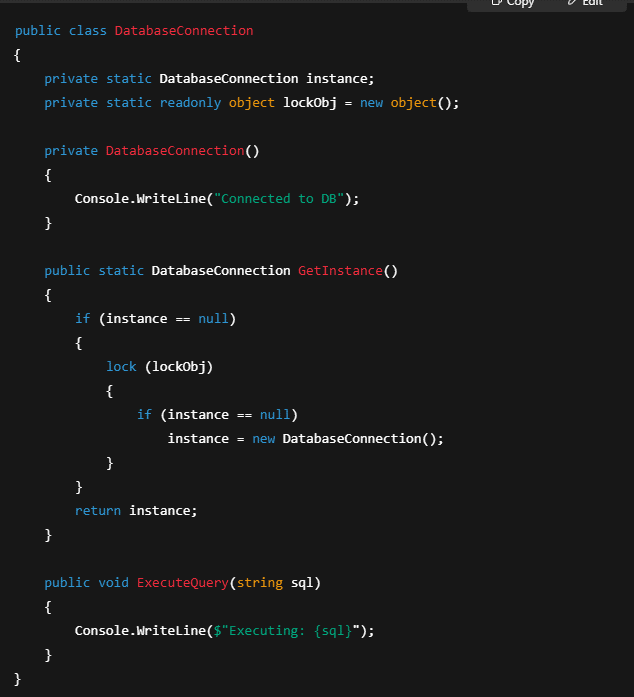 Copy Edit
public class DatabaseConnection
{
    private static DatabaseConnection instance;
    private static readonly object lockObj = new object();

    private DatabaseConnection()
    {
        Console.WriteLine("Connected to DB");
    }

    public static DatabaseConnection GetInstance()
    {
        if (instance == null)
        {
            lock (lockObj)
            {
                if (instance == null)
                    instance = new DatabaseConnection();
            }
        }
        return instance;
    }

    public void ExecuteQuery(string sql)
    {
        Console.WriteLine($"Executing: {sql}");
    }
}